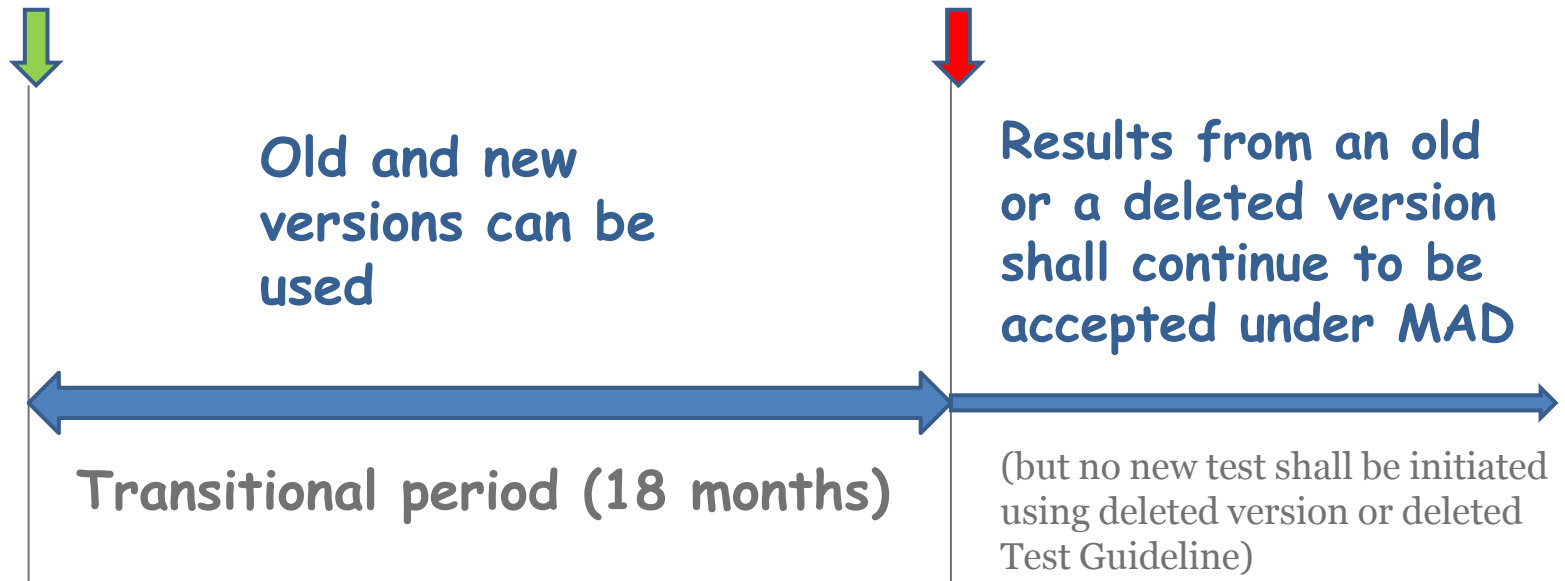 Old and new
versions can be
used
Results from an old
or a deleted version
shall continue to be
accepted under MAD
Transitional period (18 months)
(but no new test shall be initiated
using deleted version or deleted
Test Guideline)